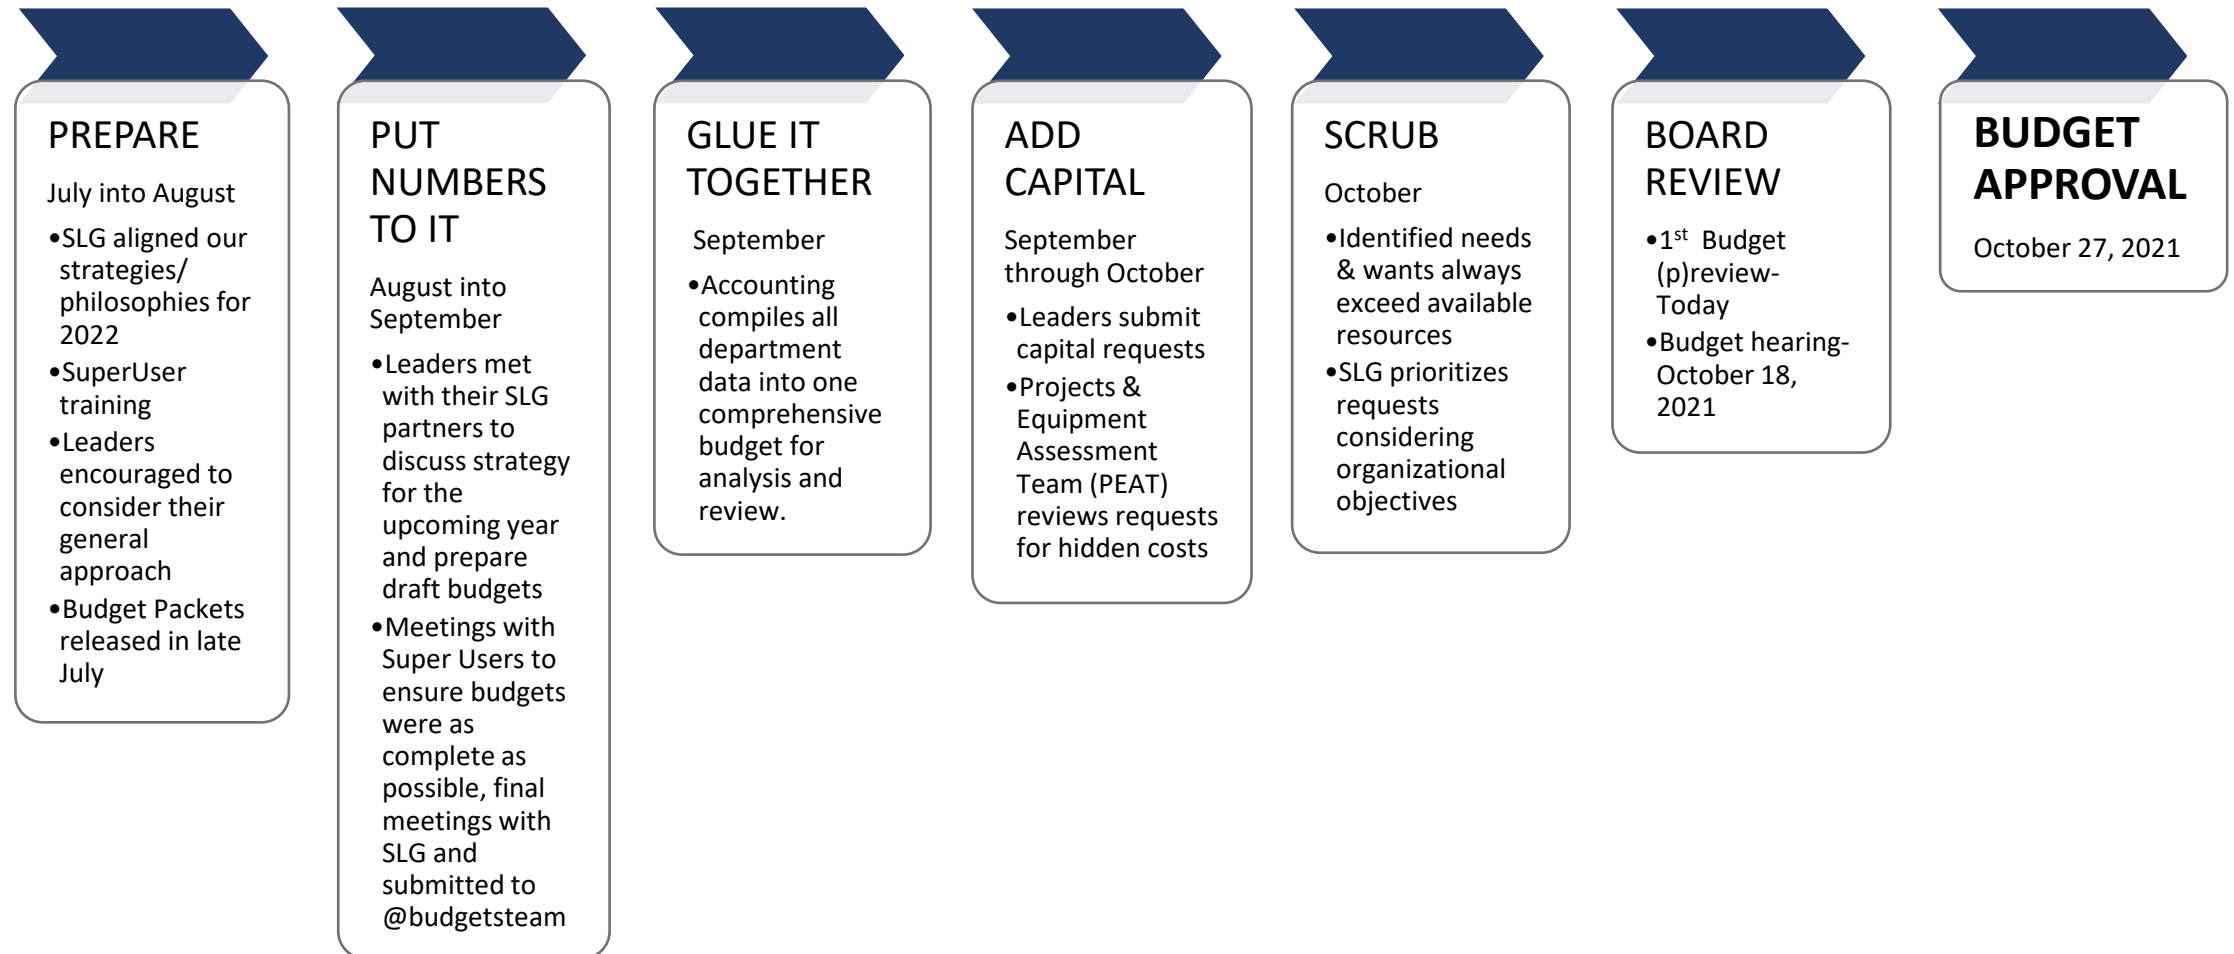 PREPARE
July into August
•SLG aligned our
strategies/
philosophies for
2022
•SuperUser
training
•Leaders
encouraged to
consider their
general
approach
•Budget Packets
released in late
July
PUT
NUMBERS
TO IT
August into
September
•Leaders met
with their SLG
partners to
discuss strategy
for the
upcoming year
and prepare
draft budgets
•Meetings with
Super Users to
ensure budgets
were as
complete as
possible, final
meetings with
SLG and
submitted to
@budgetsteam
GLUE IT
TOGETHER
September
•Accounting
compiles all
department
data into one
comprehensive
budget for
analysis and
review.
ADD
CAPITAL
September
through October
•Leaders submit
capital requests
•Projects &
Equipment
Assessment
Team (PEAT)
reviews requests
for hidden costs
SCRUB
October
•Identified needs
& wants always
exceed available
resources
•SLG prioritizes
requests
considering
organizational
objectives
BOARD
REVIEW
•1st Budget
(p)review-
Today
•Budget hearing-
October 18,
2021
BUDGET
APPROVAL
October 27, 2021